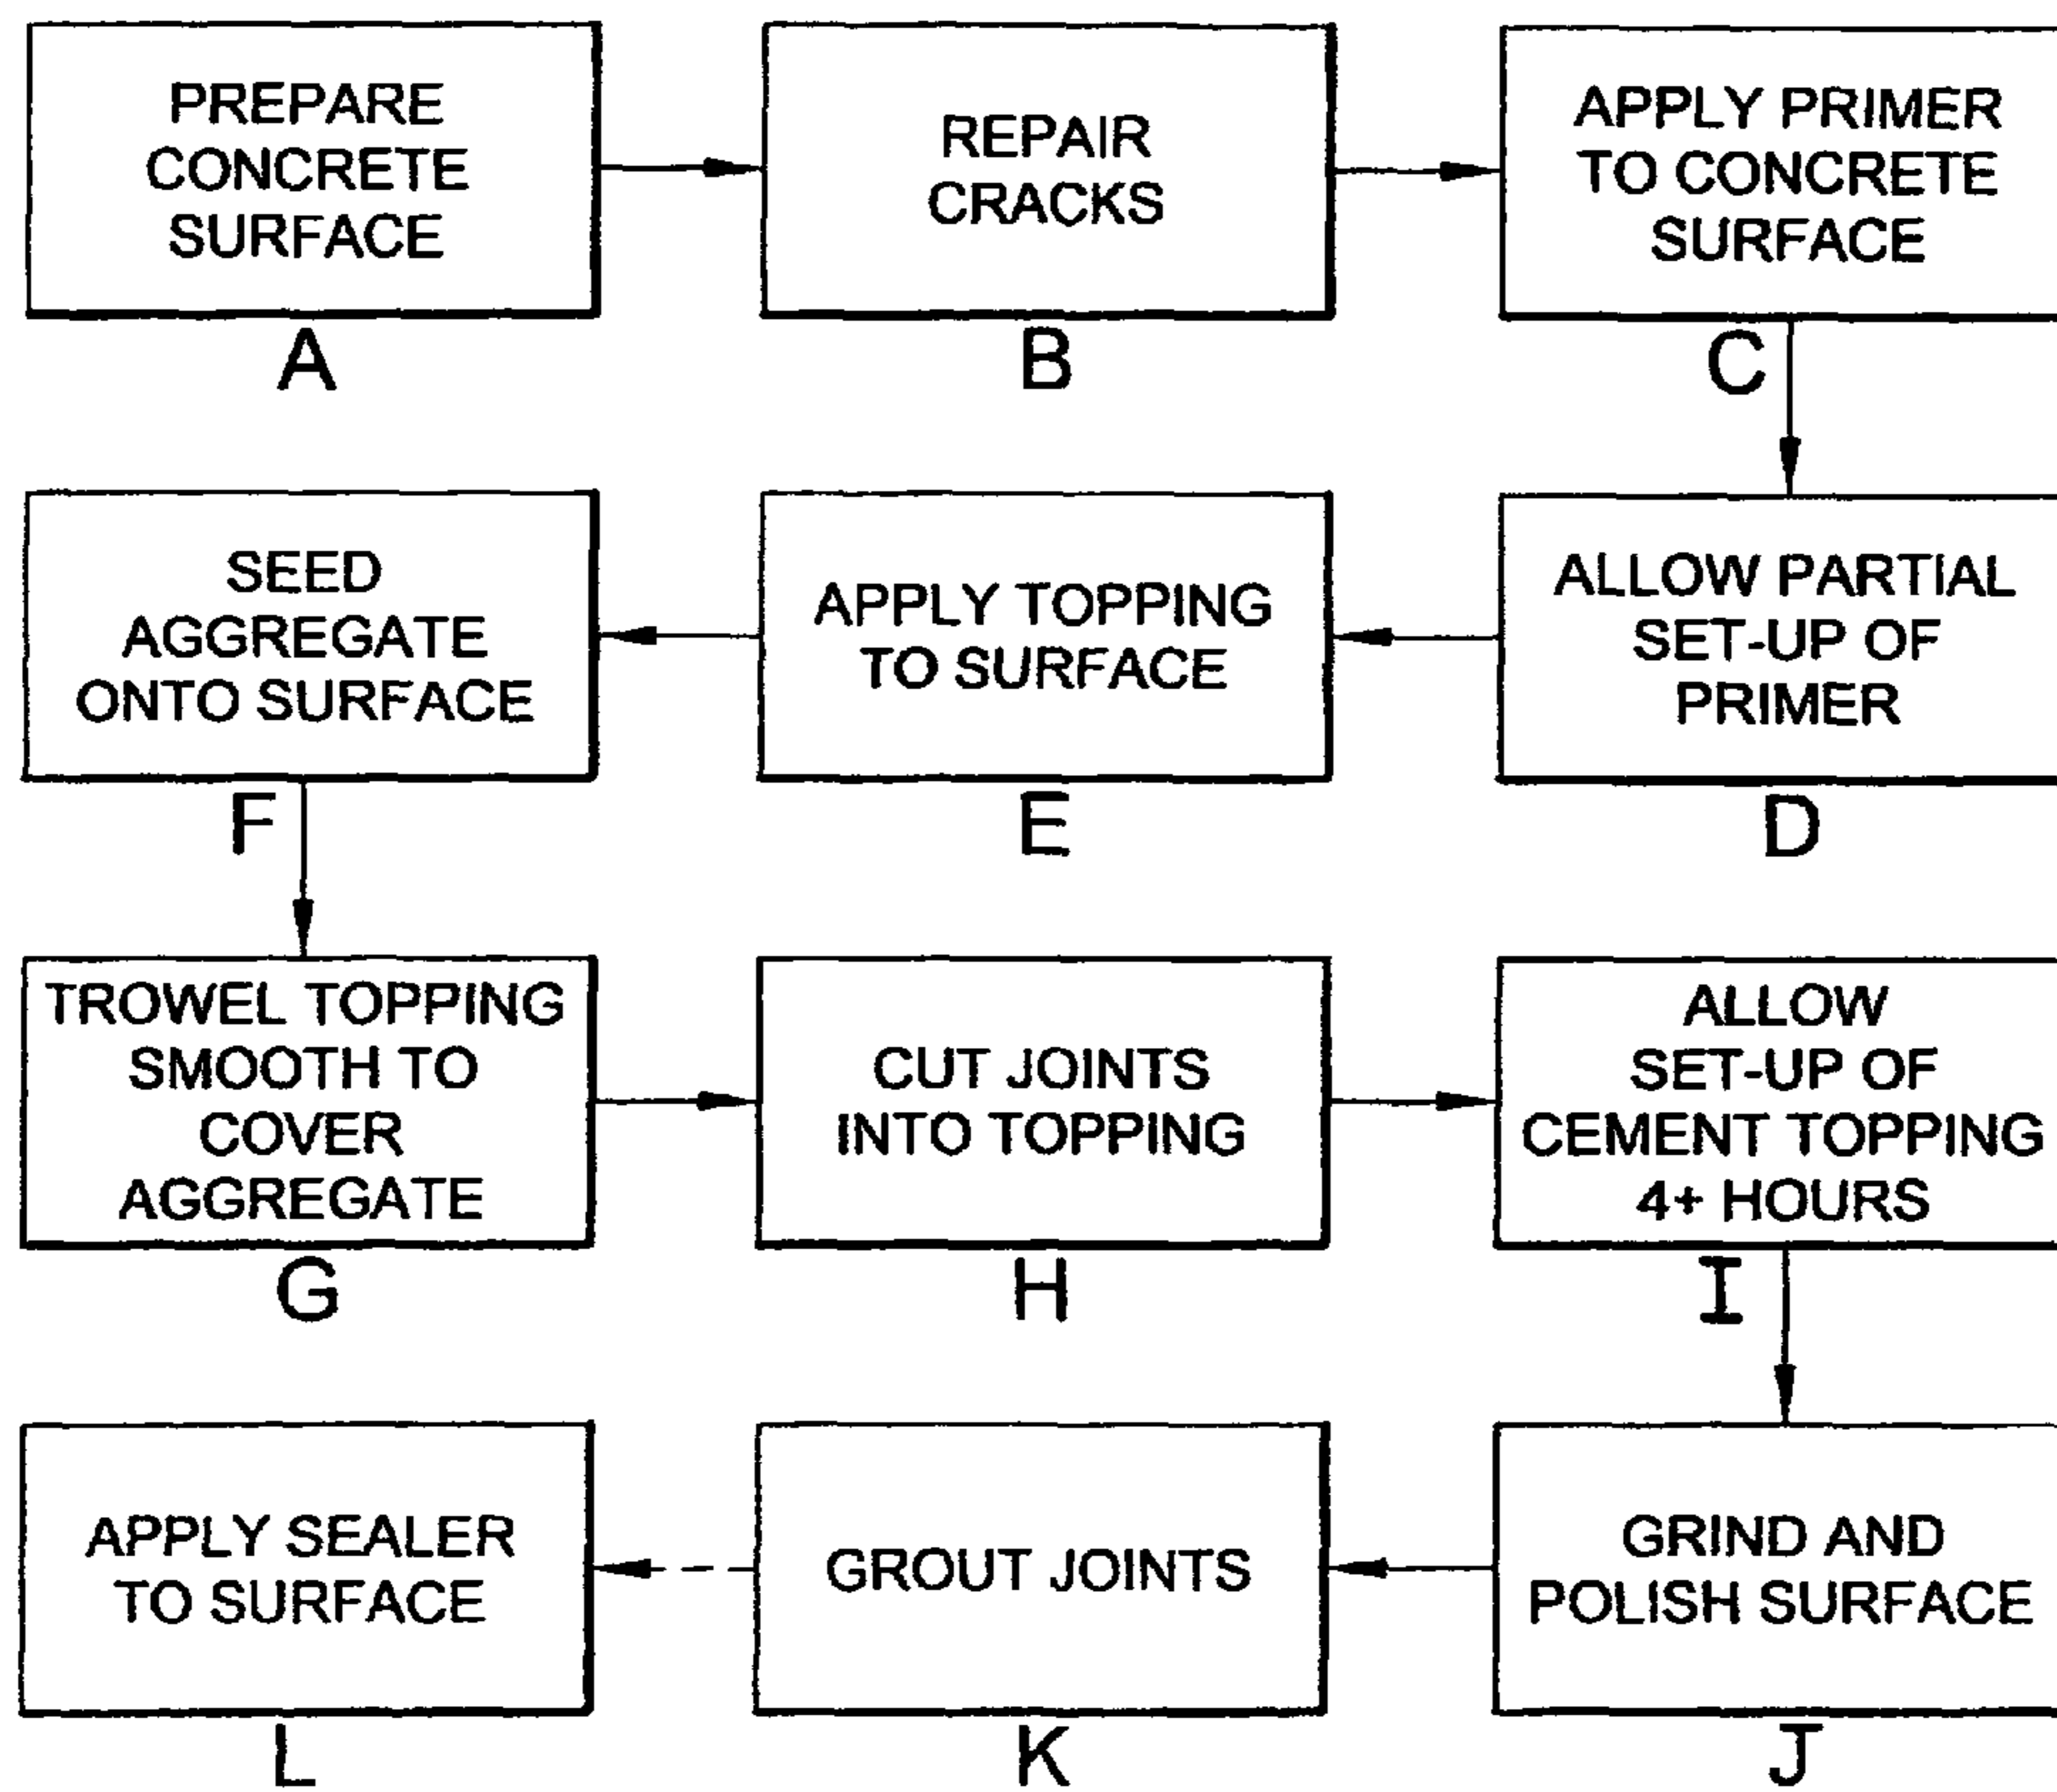 PREPARE
CONCRETE
SURFACE
A
REPAIR
CRACKS
B
APPLY PRIMER
TO CONCRETE
SURFACE
C
ALLOW PARTIAL
SET-UP OF
PRIMER
D
APPLY TOPPING
TO SURFACE
E
SEED
AGGREGATE
ONTO SURFACE
F
TROWEL TOPPING
SMOOTH TO
COVER
AGGREGATE
G
CUT JOINTS
INTO TOPPING
H
ALLOW
SET-UP OF
CEMENT TOPPING
4+ HOURS
I
GRIND AND
POLISH SURFACE
J
GROUT JOINTS
K
APPLY SEALER
TO SURFACE
L